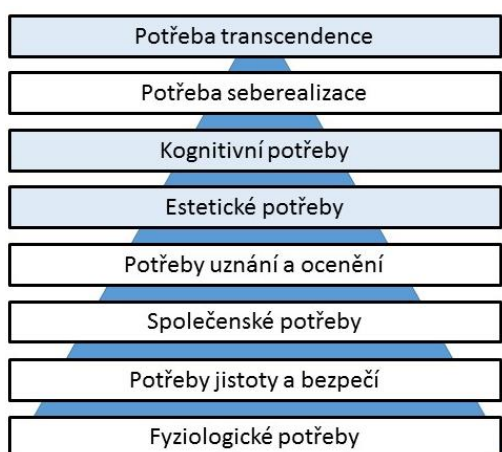 Potřeba transcendence
Potřeba seberealizace
Kognitivní potřeby
Estetické potřeby
Potřeby uznání a ocenění
Společenské potřeby
Potřeby jistoty a bezpečí
Fyziologické potřeby